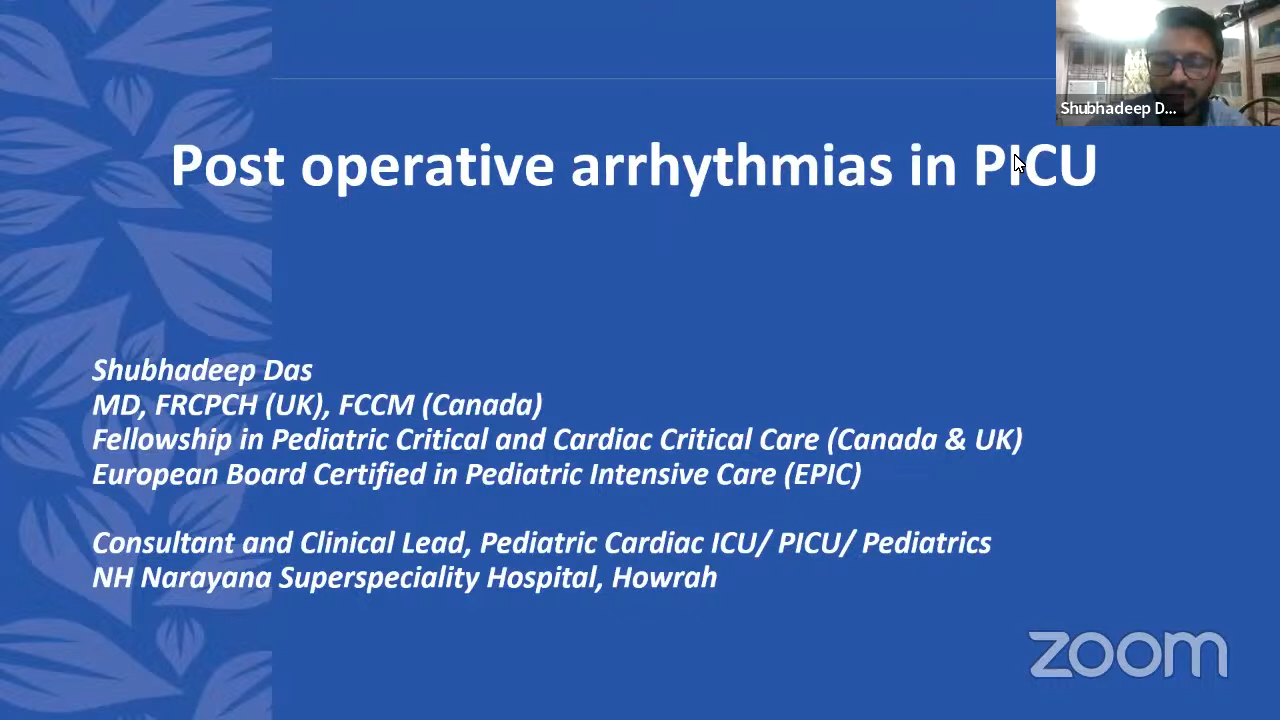 Shubhadeep D...
Post operative arrhythmias in PICU
Shubhadeep Das
MD, FRCPCH (UK), FCCM (Canada)
Fellowship in Pediatric Critical and Cardiac Critical Care (Canada & UK)
European Board Certified in Pediatric Intensive Care (EPIC)
Consultant and Clinical Lead, Pediatric Cardiac ICU/ PICU/ Pediatrics
NH Narayana Superspeciality Hospital, Howrah
zoom